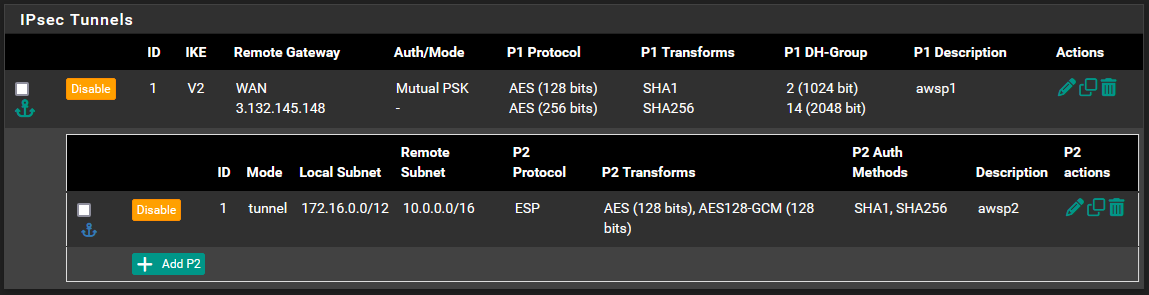 IPsec Tunnels
ID IKE Remote Gateway Auth/Mode P1 Protocol P1 Transforms P1 DH-Group P1 Description Actions
Disable 1 V2 WAN Mutual PSK AES (128 bits) SHA1 2 (1024 bit) awsp1
3.132.145.148 - AES (256 bits) SHA256 14 (2048 bit)
Remote P2 P2 Auth P2
ID Mode Local Subnet Subnet Protocol P2 Transforms Methods Description actions
Disable 1 tunnel 172.16.0.0/12 10.0.0.0/16 ESP AES (128 bits), AES128-GCM (128 SHA1, SHA256 awsp2
bits)
Add P2